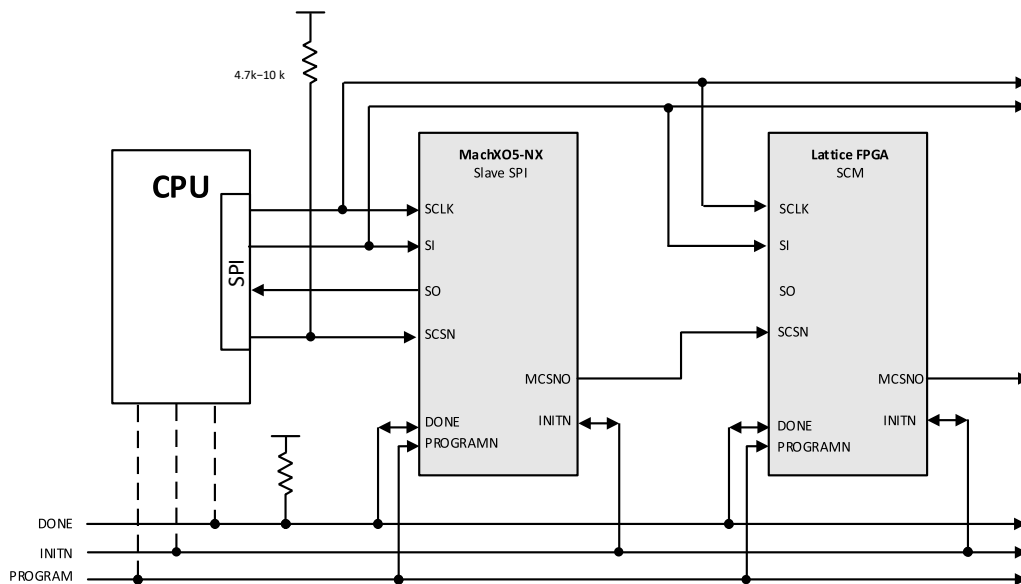 4.7k–10 k
CPU
SPI
MachXO5-NX
Slave SPI
SCLK
SI
SO
SCSN
MCSNO
DONE
INITN
PROGRAMN
Lattice FPGA
SCM
SCLK
SI
SO
SCSN
MCSNO
DONE
INITN
PROGRAMN
DONE
INITN
PROGRAM